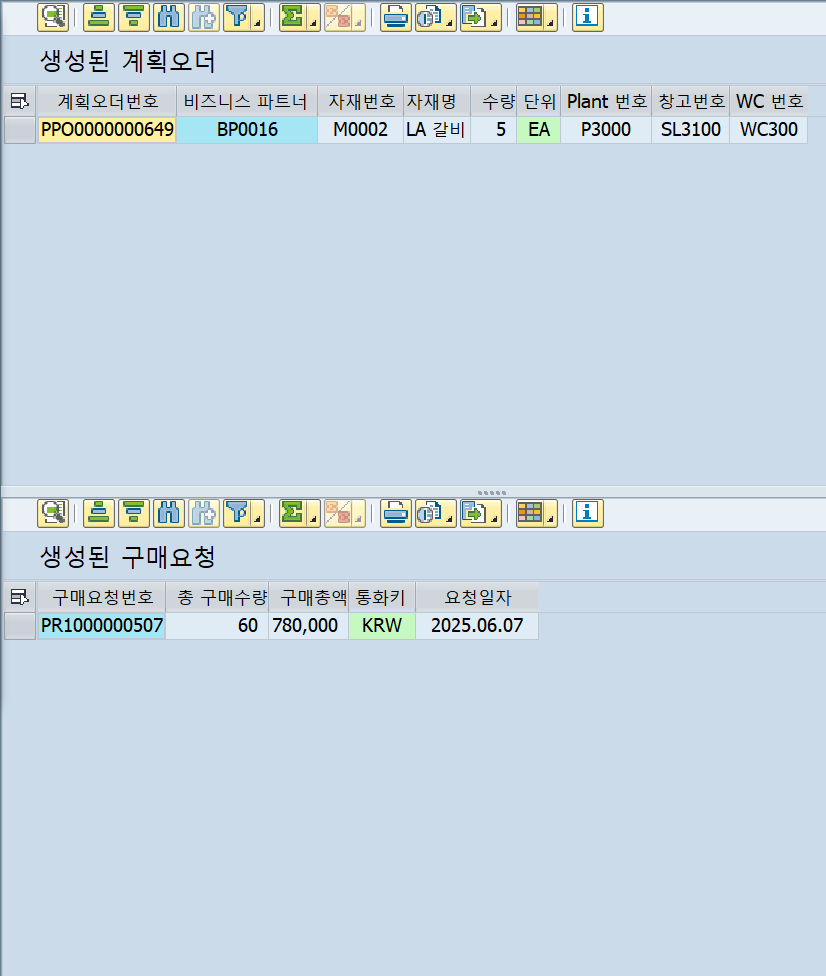 생성된 계획오더
계획오더번호 비즈니스 파트너 자재번호 자재명 수량 단위 Plant 번호 창고번호 WC 번호
PPO0000000649 BP0016 M0002 LA 갈비 5 EA P3000 SL3100 WC300
생성된 구매요청
구매요청번호 총 구매수량 구매총액 통화키 요청일자
PR1000000507 60 780,000 KRW 2025.06.07